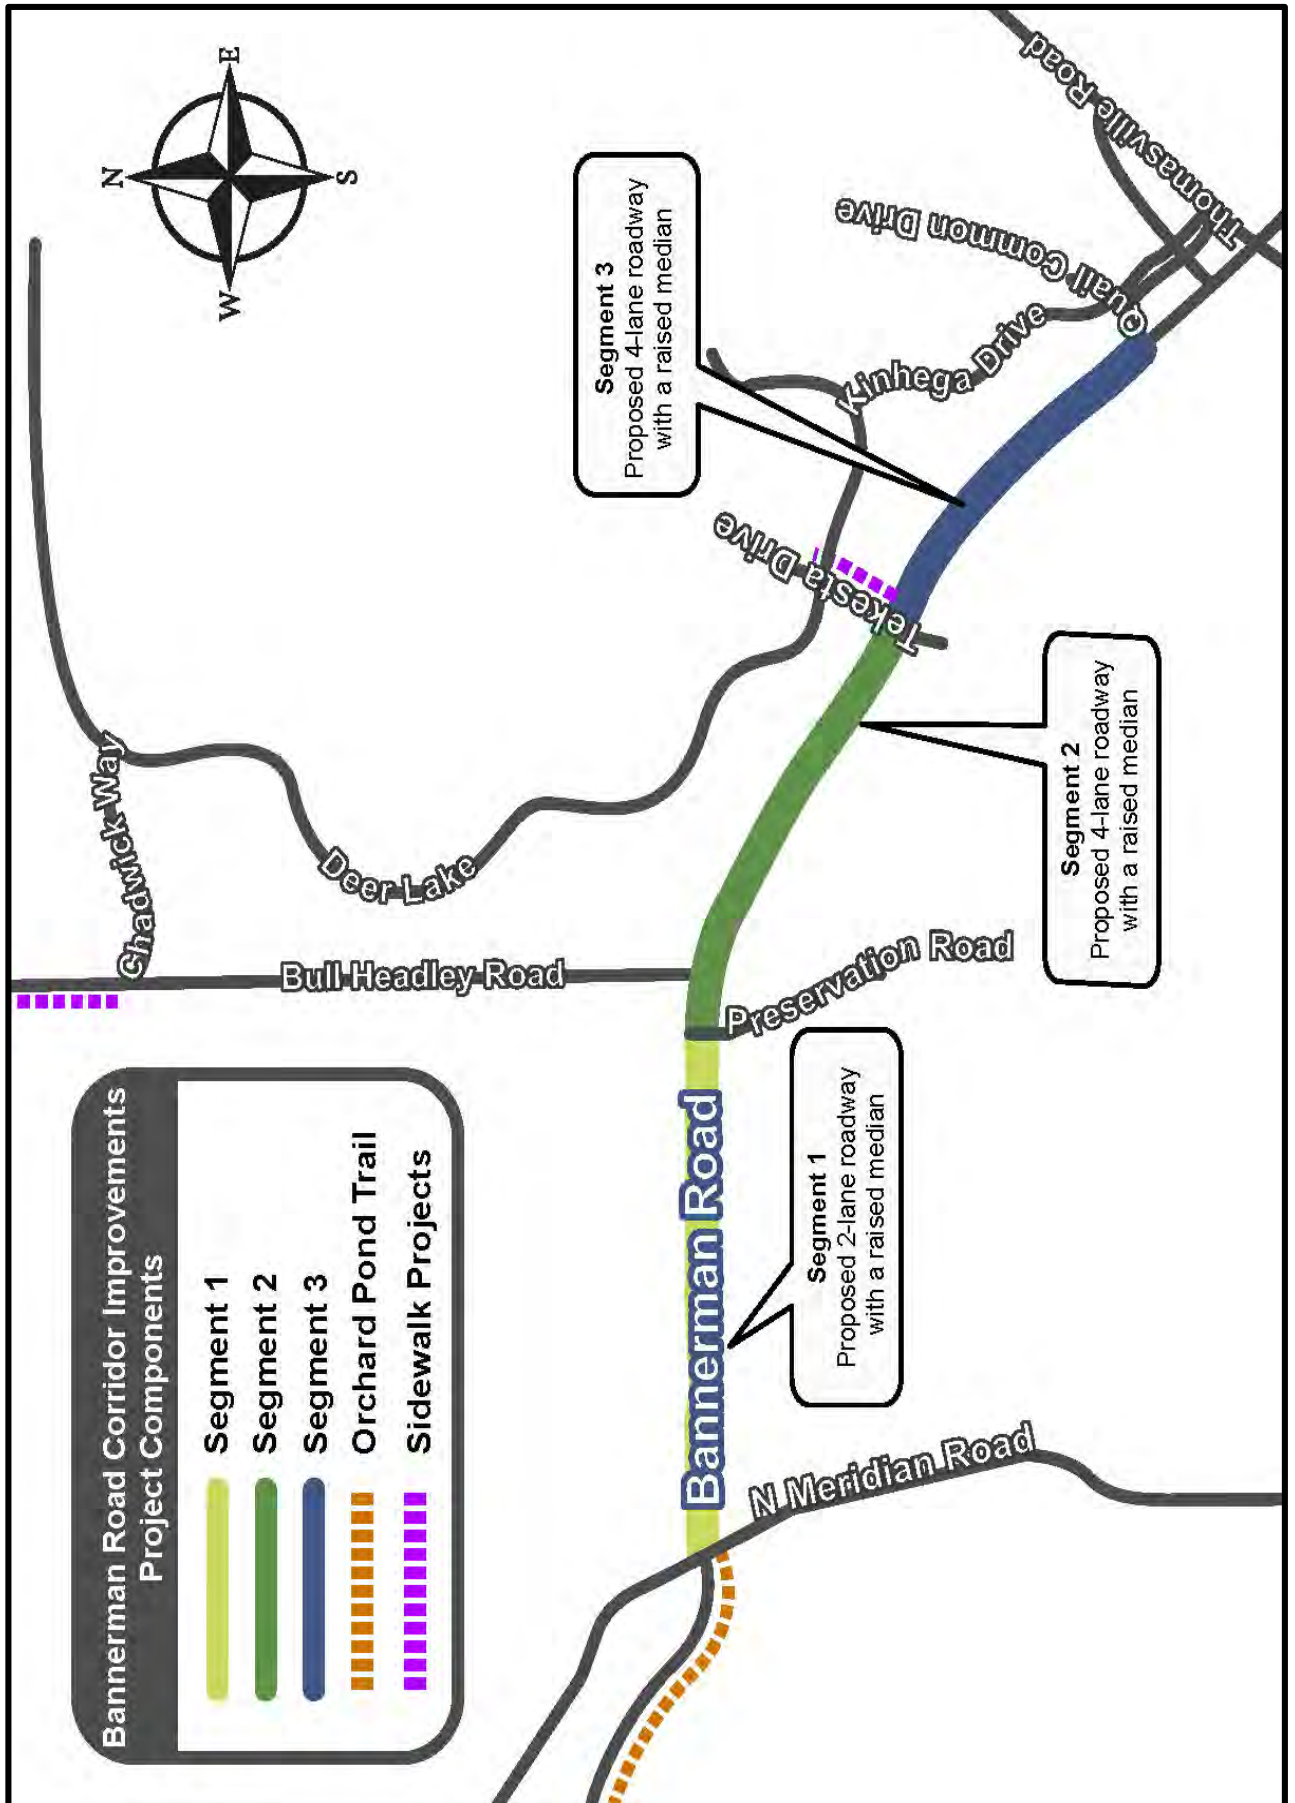 Bannerman Road Corridor Improvements
Project Components
Segment 1
Segment 2
Segment 3
Orchard Pond Trail
Sidewalk Projects
N
E
S
W
Chadwick Way
Deer Lake
Bull Headley Road
Bannerman Road
N Meridian Road
Preservation Road
Tekesta Drive
Kinhega Drive
Quail Common Drive
Thomasville Road
Segment 1
Proposed 2-lane roadway
with a raised median
Segment 2
Proposed 4-lane roadway
with a raised median
Segment 3
Proposed 4-lane roadway
with a raised median